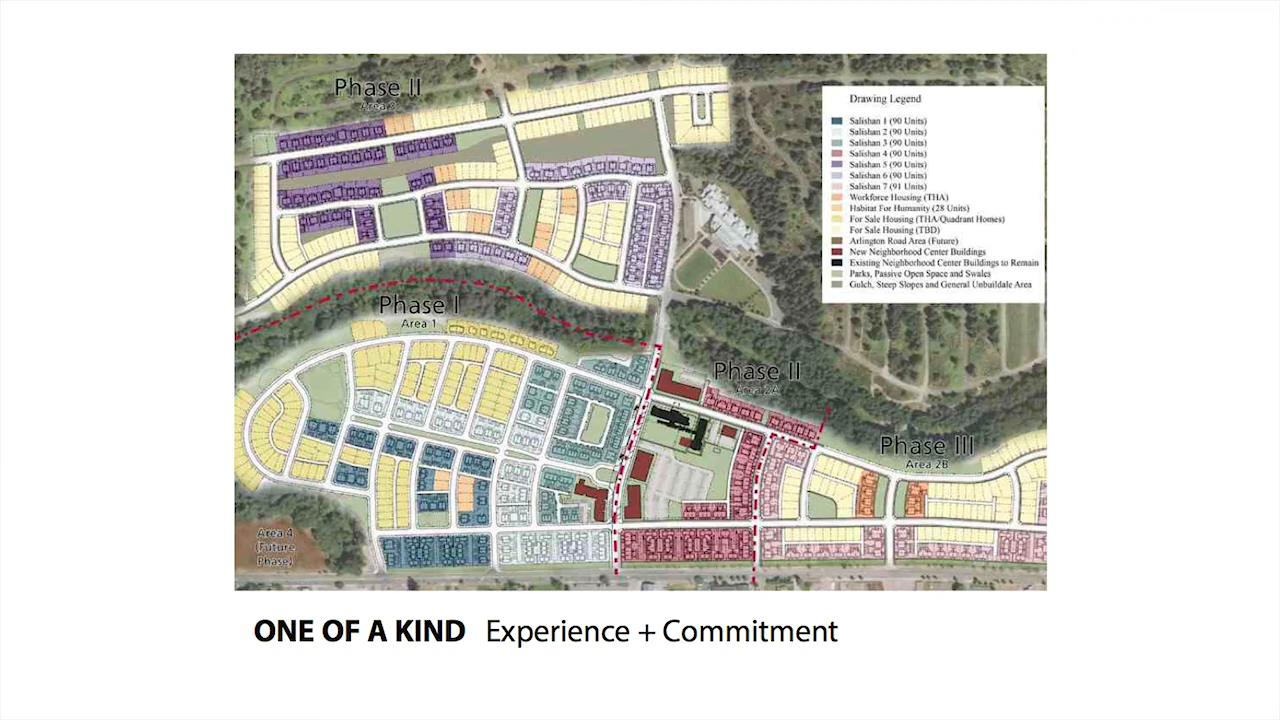 Phase II
Area 3
Drawing Legend
Salishan 1 (90 Units)
Salishan 2 (90 Units)
Salishan 3 (90 Units)
Salishan 4 (90 Units)
Salishan 5 (90 Units)
Salishan 6 (90 Units)
Salishan 7 (91 Units)
Workforce Housing (THA)
Habitat For Humanity (28 Units)
For Sale Housing (THA/Quadrant Homes)
For Sale Housing (TBD)
Arlington Road Area (Future)
New Neighborhood Center Buildings
Existing Neighborhood Center Buildings to Remain
Parks, Passive Open Space and Swales
Gulch, Steep Slopes and General Unbuildale Area
Phase I
Area 1
Phase II
Area 2A
Phase III
Area 2B
Area 4
(Future
Phase)
ONE OF A KIND Experience + Commitment